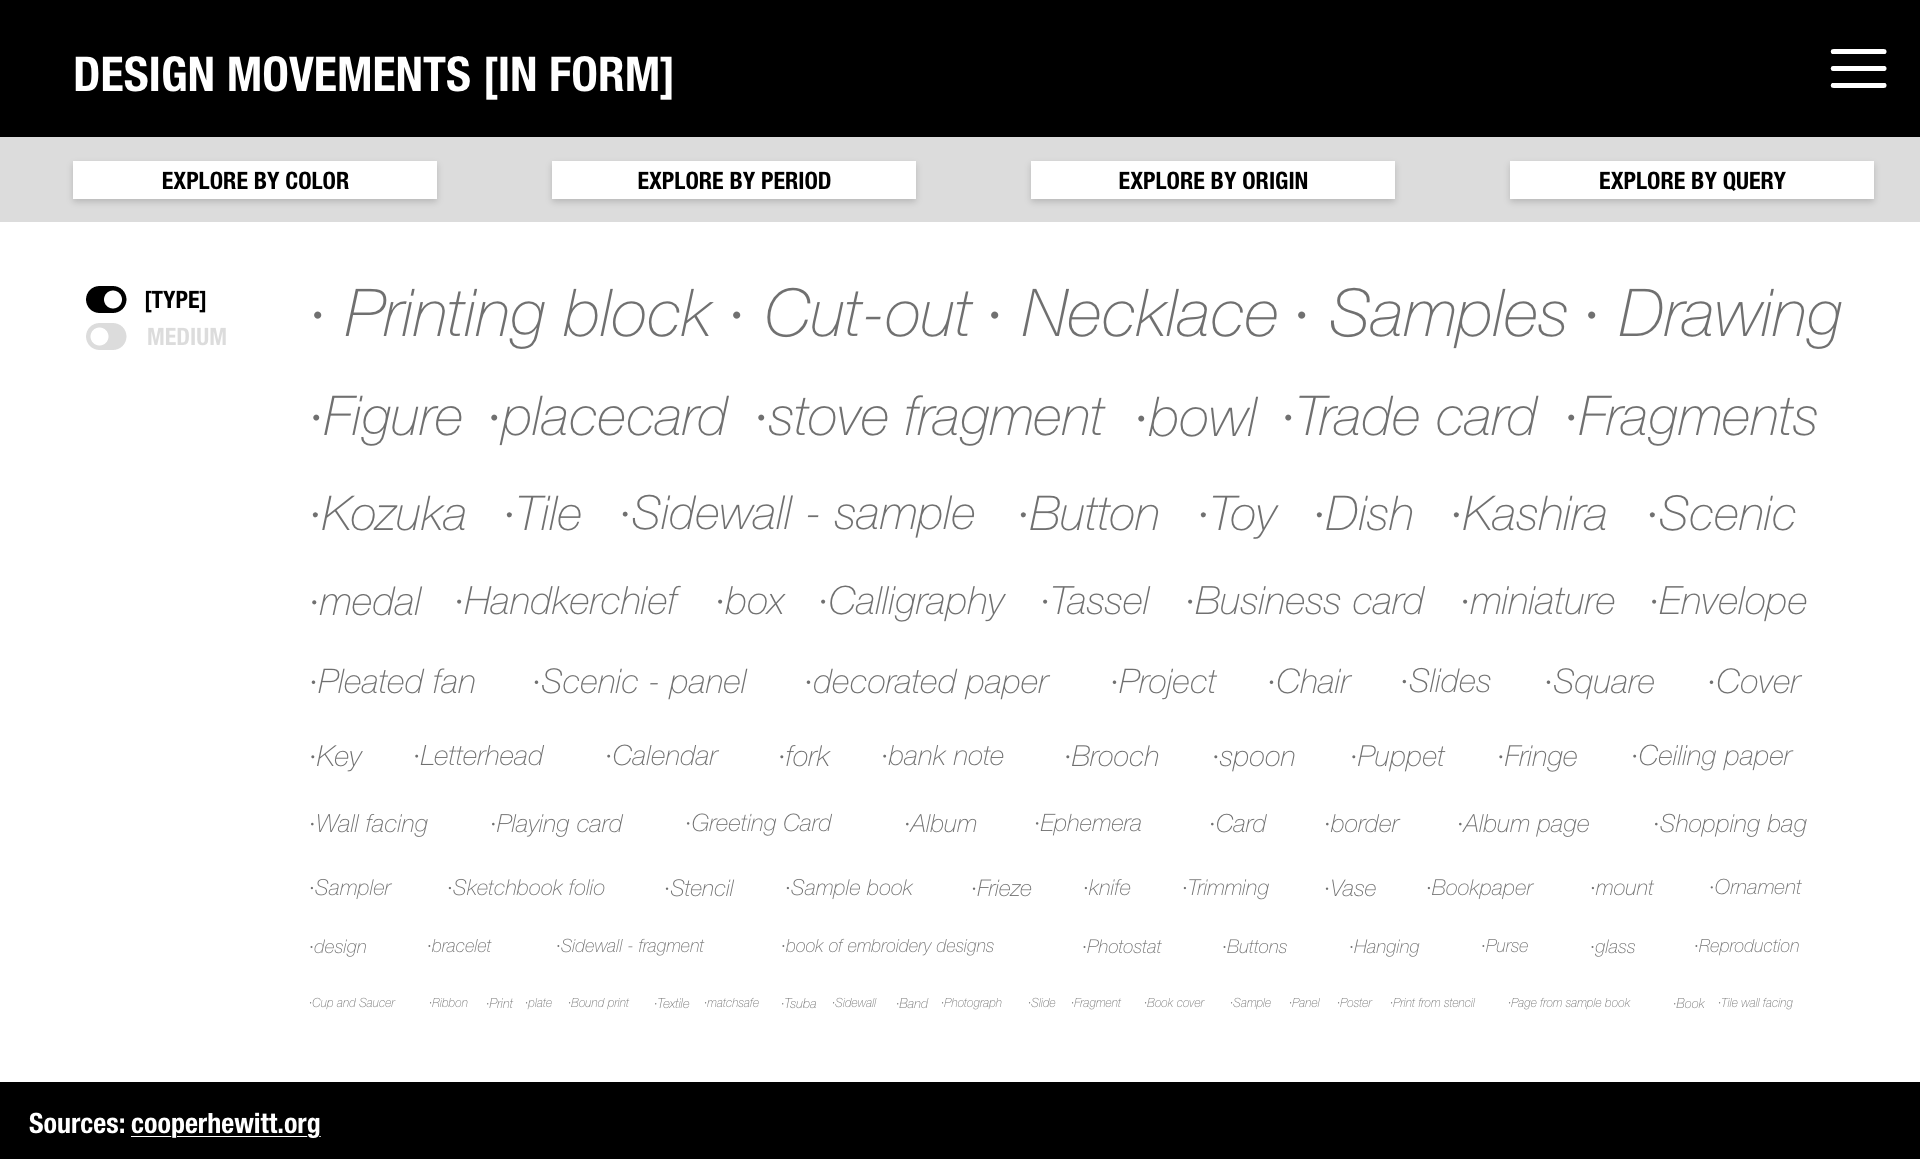 DESIGN MOVEMENTS [IN FORM]
EXPLORE BY COLOR EXPLORE BY PERIOD EXPLORE BY ORIGIN EXPLORE BY QUERY
[TYPE]
MEDIUM
· Printing block · Cut-out · Necklace · Samples · Drawing
·Figure ·placecard ·stove fragment ·bowl ·Trade card ·Fragments
·Kozuka ·Tile ·Sidewall - sample ·Button ·Toy ·Dish ·Kashira ·Scenic
·medal ·Handkerchief ·box ·Calligraphy ·Tassel ·Business card ·miniature ·Envelope
·Pleated fan ·Scenic - panel ·decorated paper ·Project ·Chair ·Slides ·Square ·Cover
·Key ·Letterhead ·Calendar ·fork ·bank note ·Brooch ·spoon ·Puppet ·Fringe ·Ceiling paper
·Wall facing ·Playing card ·Greeting Card ·Album ·Ephemera ·Card ·border ·Album page ·Shopping bag
·Sampler ·Sketchbook folio ·Stencil ·Sample book ·Frieze ·knife ·Trimming ·Vase ·Bookpaper ·mount ·Ornament
·design ·bracelet ·Sidewall - fragment ·book of embroidery designs ·Photostat ·Buttons ·Hanging ·Purse ·glass ·Reproduction
·Cup and Saucer ·Ribbon ·Print ·plate ·Bound print ·Textile ·matchsafe ·Tsuba ·Sidewall ·Band ·Photograph ·Slide ·Fragment ·Book cover ·Sample ·Panel ·Poster ·Print from stencil ·Page from sample book ·Book ·Tile wall facing
Sources: cooperhewitt.org